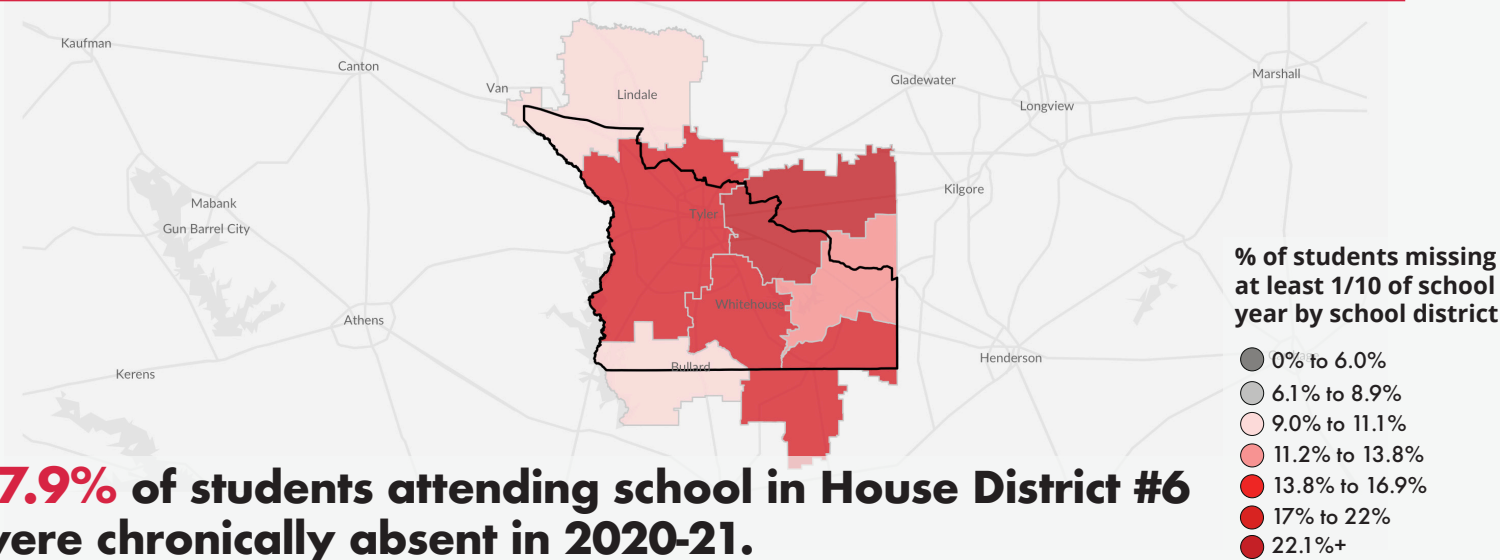 Kaufman
Canton
Van
Lindale
Gladewater
Marshall
Longview
Mabank
Gun Barrel City
Tyler
Kilgore
Athens
Whitehouse
Kerens
Bullard
Henderson
% of students missing
at least 1/10 of school
year by school district
0% to 6.0%
6.1% to 8.9%
9.0% to 11.1%
11.2% to 13.8%
13.8% to 16.9%
17% to 22%
22.1%+
7.9% of students attending school in House District #6
were chronically absent in 2020-21.